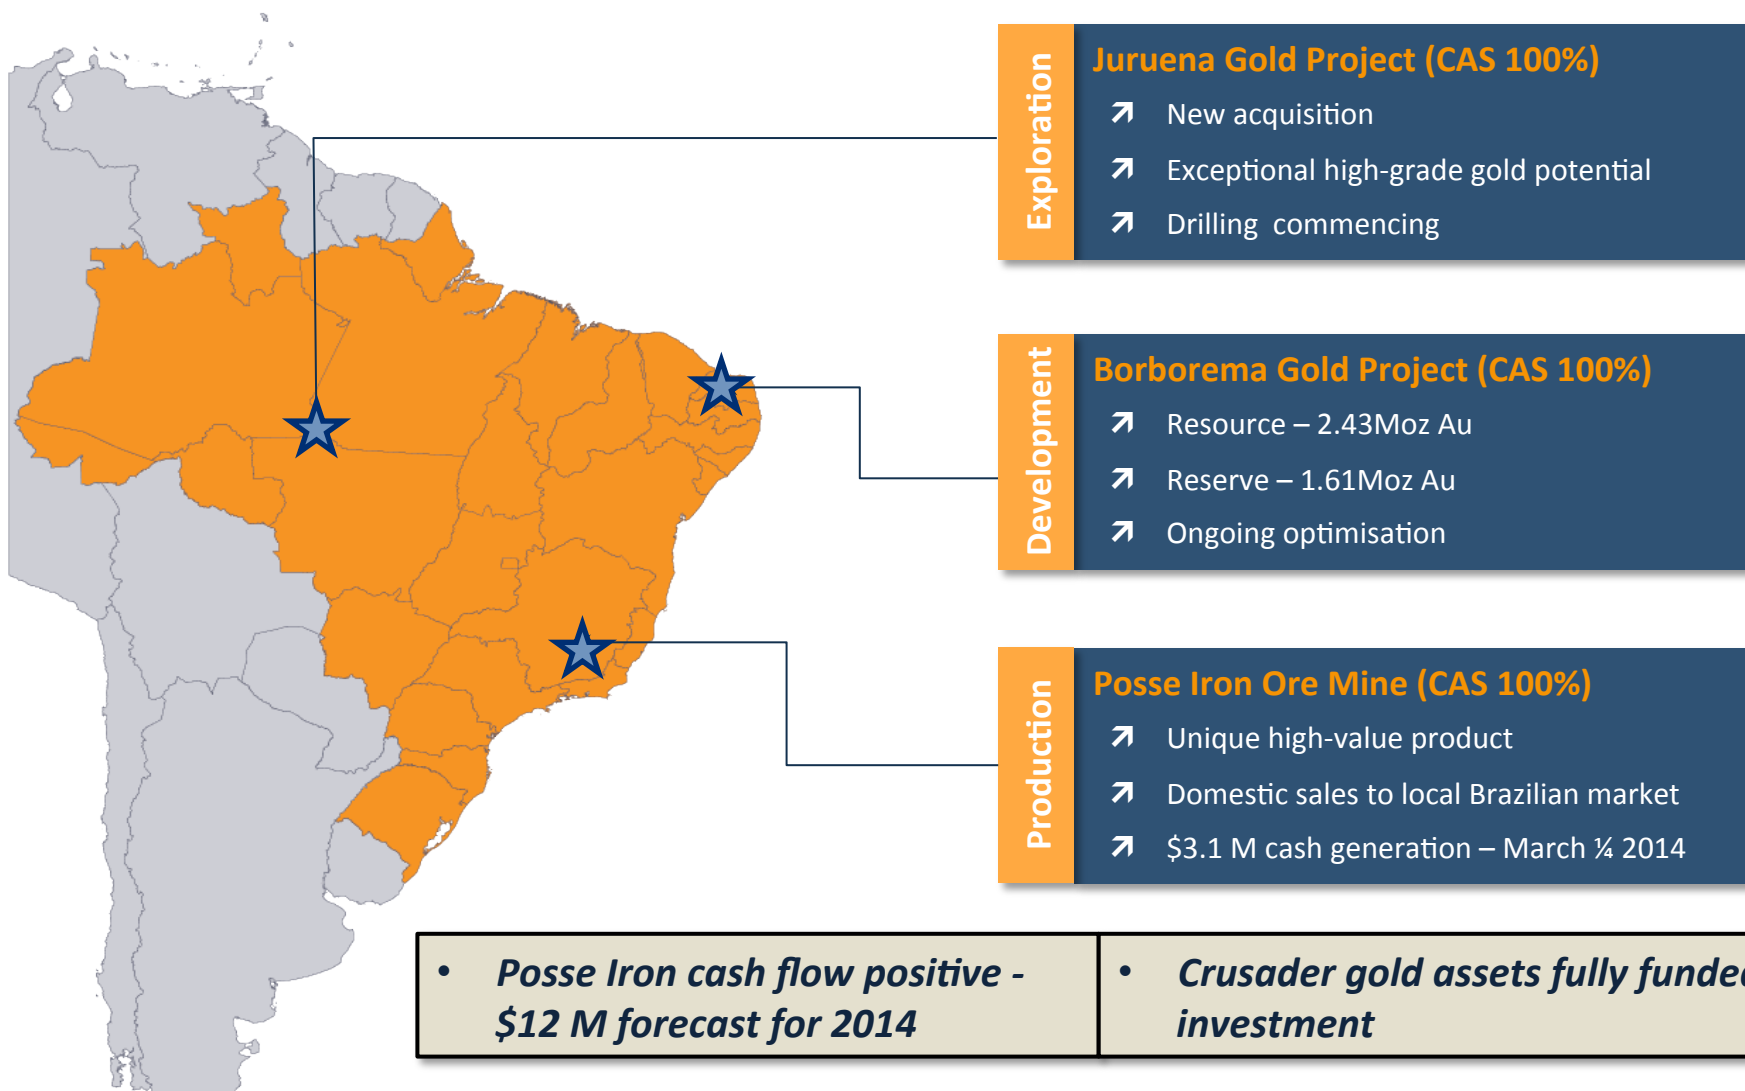 Exploration
Juruena Gold Project (CAS 100%)
New acquisition
Exceptional high-grade gold potential
Drilling commencing
Development
Borborema Gold Project (CAS 100%)
Resource – 2.43Moz Au
Reserve – 1.61Moz Au
Ongoing optimisation
Production
Posse Iron Ore Mine (CAS 100%)
Unique high-value product
Domestic sales to local Brazilian market
$3.1 M cash generation – March ¼ 2014
• Posse Iron cash flow positive -
$12 M forecast for 2014
• Crusader gold assets fully funded
investment